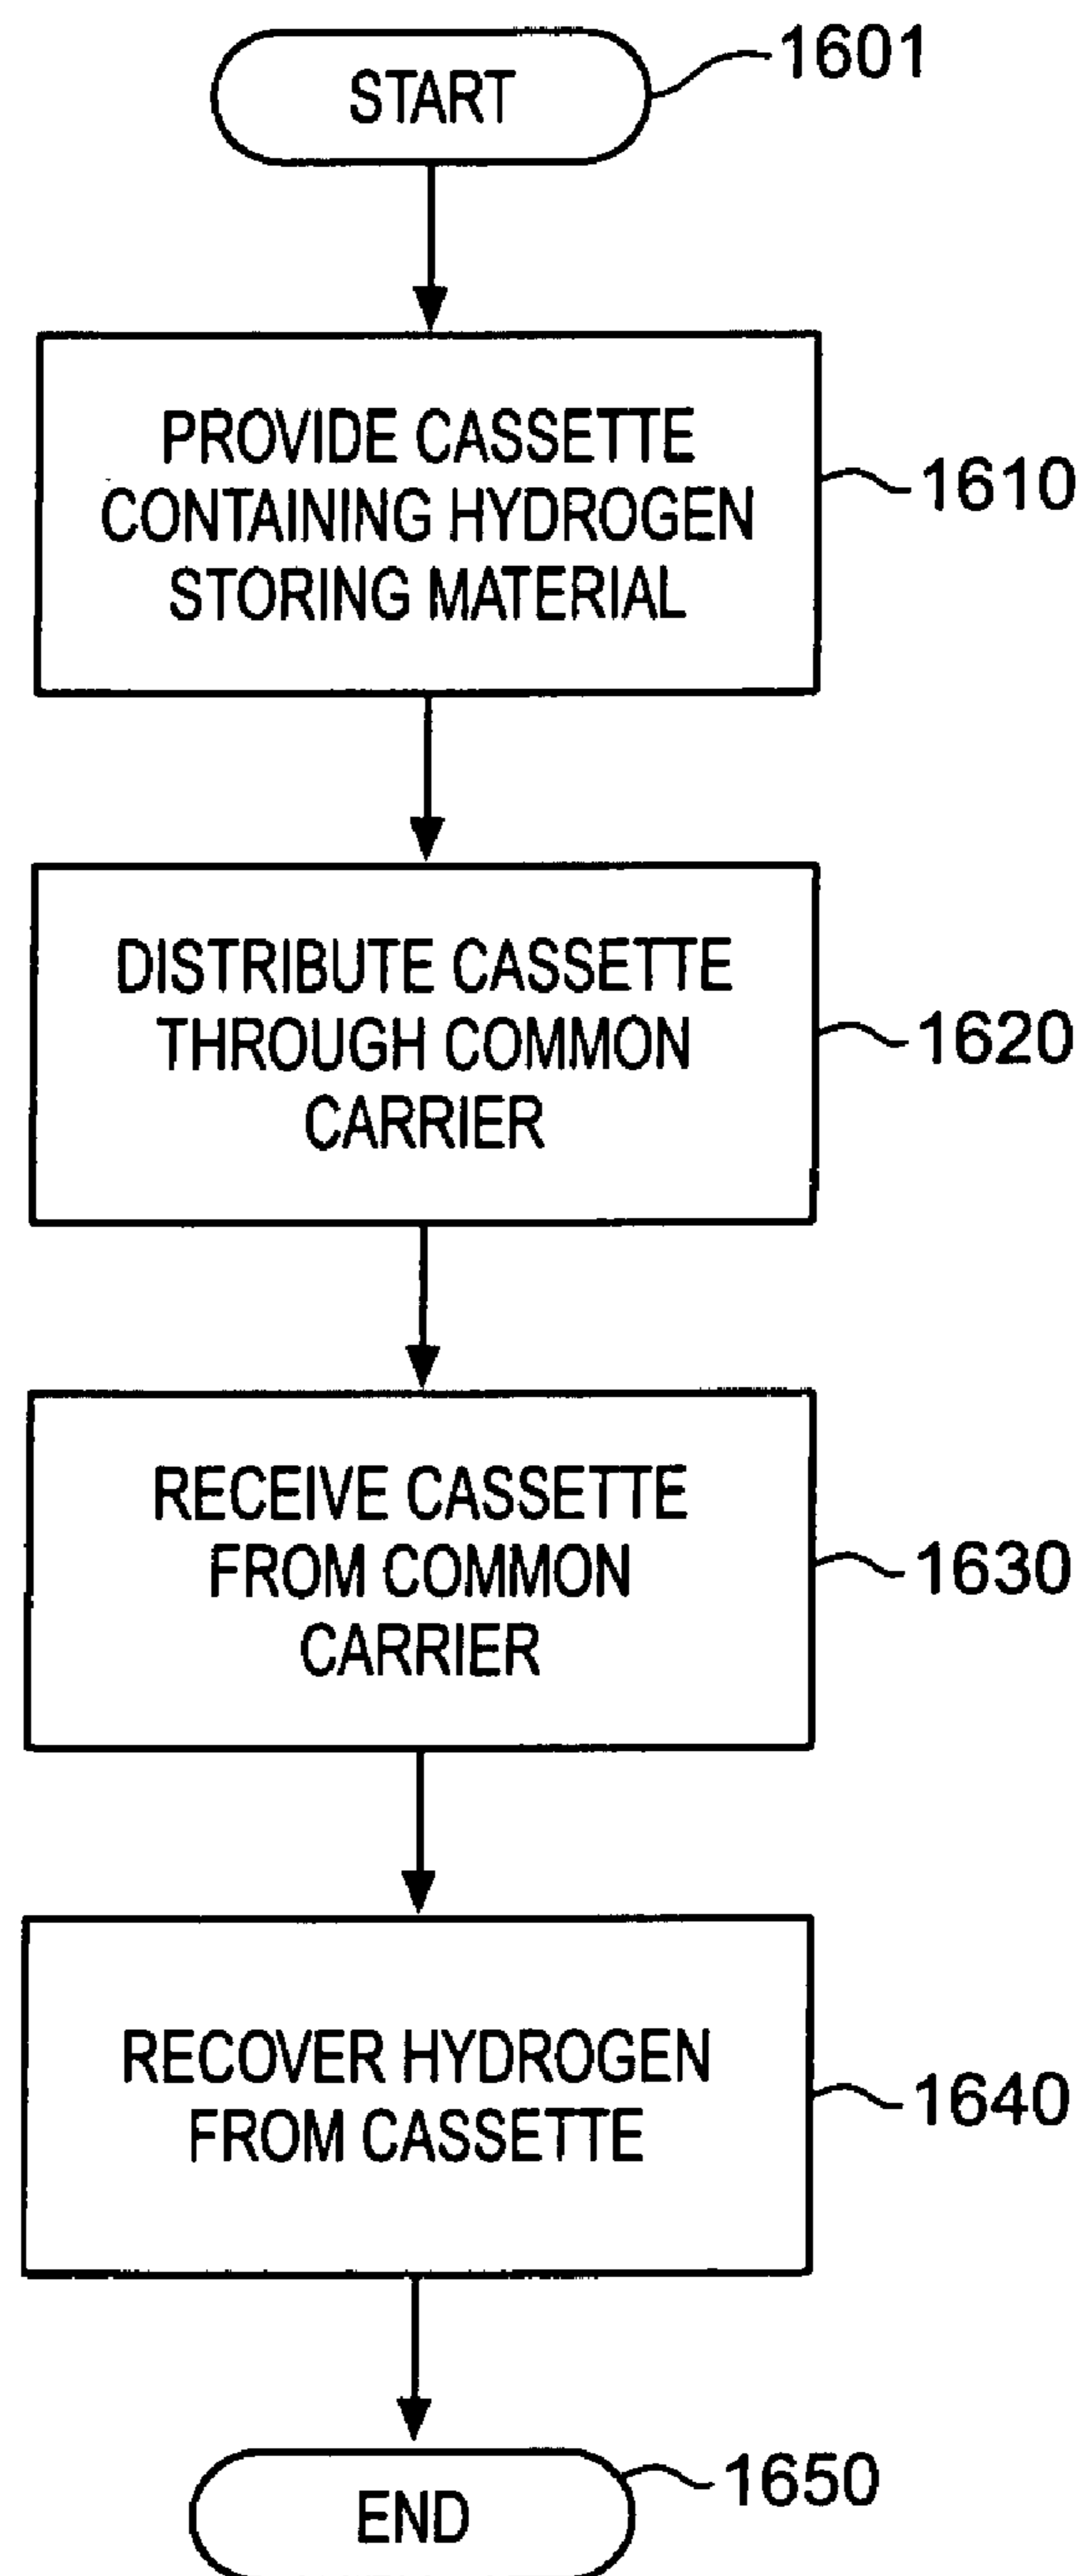 START
1601
PROVIDE CASSETTE
CONTAINING HYDROGEN
STORING MATERIAL
1610
DISTRIBUTE CASSETTE
THROUGH COMMON
CARRIER
1620
RECEIVE CASSETTE
FROM COMMON
CARRIER
1630
RECOVER HYDROGEN
FROM CASSETTE
1640
END
1650